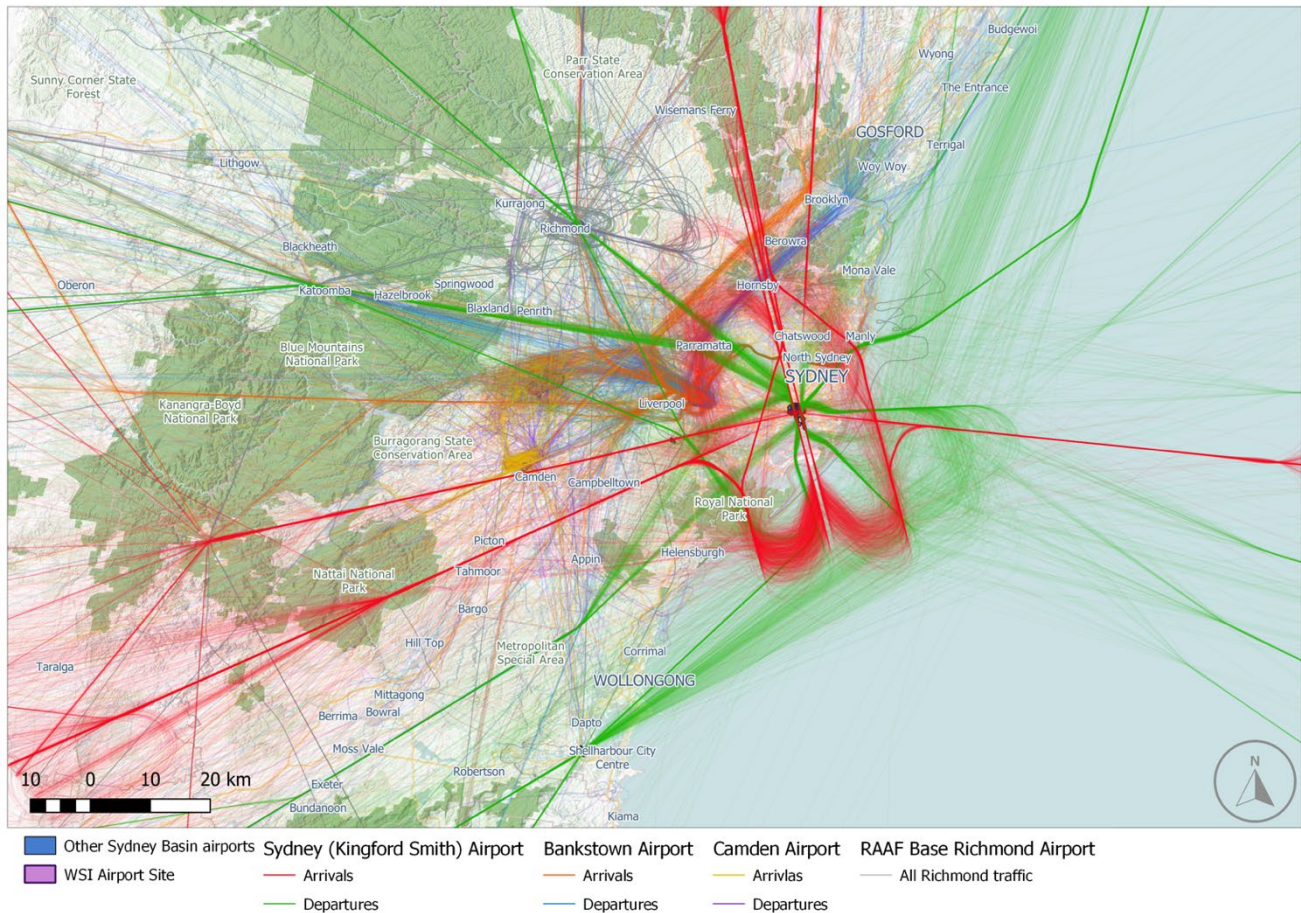 Budgewoi
Wyong
Parr State
Conservation Area
Sunny Corner State
Forest
The Entrance
Wisemans Ferry
GOSFORD
Terrigal
Lithgow
Woy Woy
Kurrajong
Brooklyn
Richmond
Blackheath
Berowra
Mona Vale
Oberon
Springwood
Hornsby
Katoomba
Hazelbrook
Blaxland
Penrith
Chatswood
Manly
Blue Mountains
National Park
Parramatta
North Sydney
SYDNEY
Kanangra-Boyd
National Park
Liverpool
Burragorang State
Conservation Area
Camden
Campbelltown
Royal National
Park
Picton
Helensburgh
Appin
Nattai National
Park
Tahmoor
Bargo
Hill Top
Metropolitan
Special Area
Corrimal
Taralga
WOLLONGONG
Mittagong
Berrima
Bowral
Dapto
Moss Vale
Shellharbour City
Centre
Robertson
10 0 10 20 km
Exeter
Bundanoon
Kiama
N
Other Sydney Basin airports
WSI Airport Site
Sydney (Kingford Smith) Airport
Arrivals
Departures
Bankstown Airport
Arrivals
Departures
Camden Airport
Arrivlas
Departures
RAAF Base Richmond Airport
All Richmond traffic